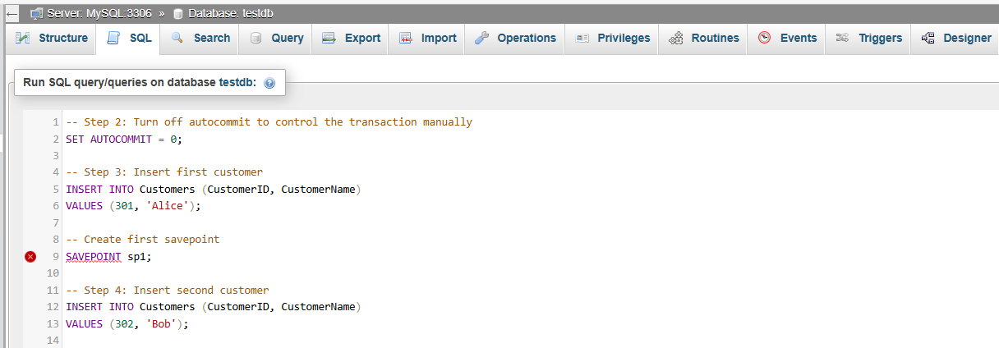 Server: MySQL:3306 » Database: testdb
Structure SQL Search Query Export Import Operations Privileges Routines Events Triggers Designer
Run SQL query/queries on database testdb:
1 -- Step 2: Turn off autocommit to control the transaction manually
2 SET AUTOCOMMIT = 0;
3
4 -- Step 3: Insert first customer
5 INSERT INTO Customers (CustomerID, CustomerName)
6 VALUES (301, 'Alice');
7
8 -- Create first savepoint
9 SAVEPOINT sp1;
10
11 -- Step 4: Insert second customer
12 INSERT INTO Customers (CustomerID, CustomerName)
13 VALUES (302, 'Bob');
14